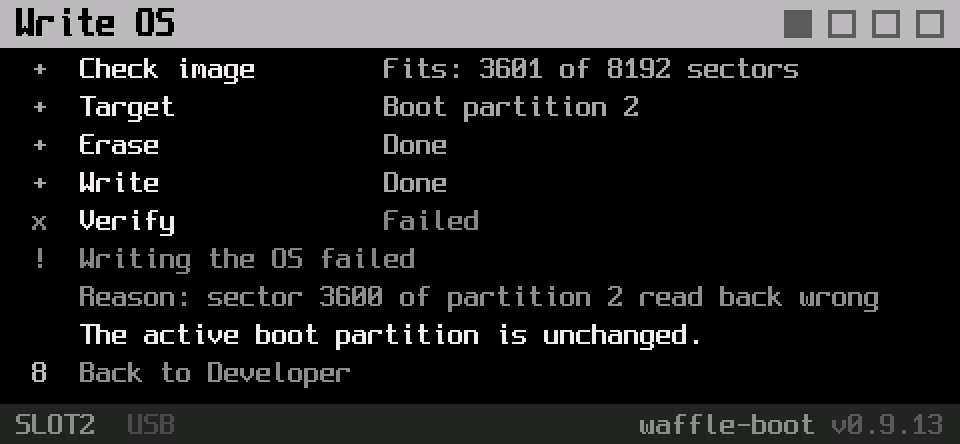 Write OS
+ Check image Fits: 3601 of 8192 sectors
+ Target Boot partition 2
+ Erase Done
+ Write Done
x Verify Failed
! Writing the OS failed
Reason: sector 3600 of partition 2 read back wrong
The active boot partition is unchanged.
8 Back to Developer
SLOT2 USB waffle-boot v0.9.13